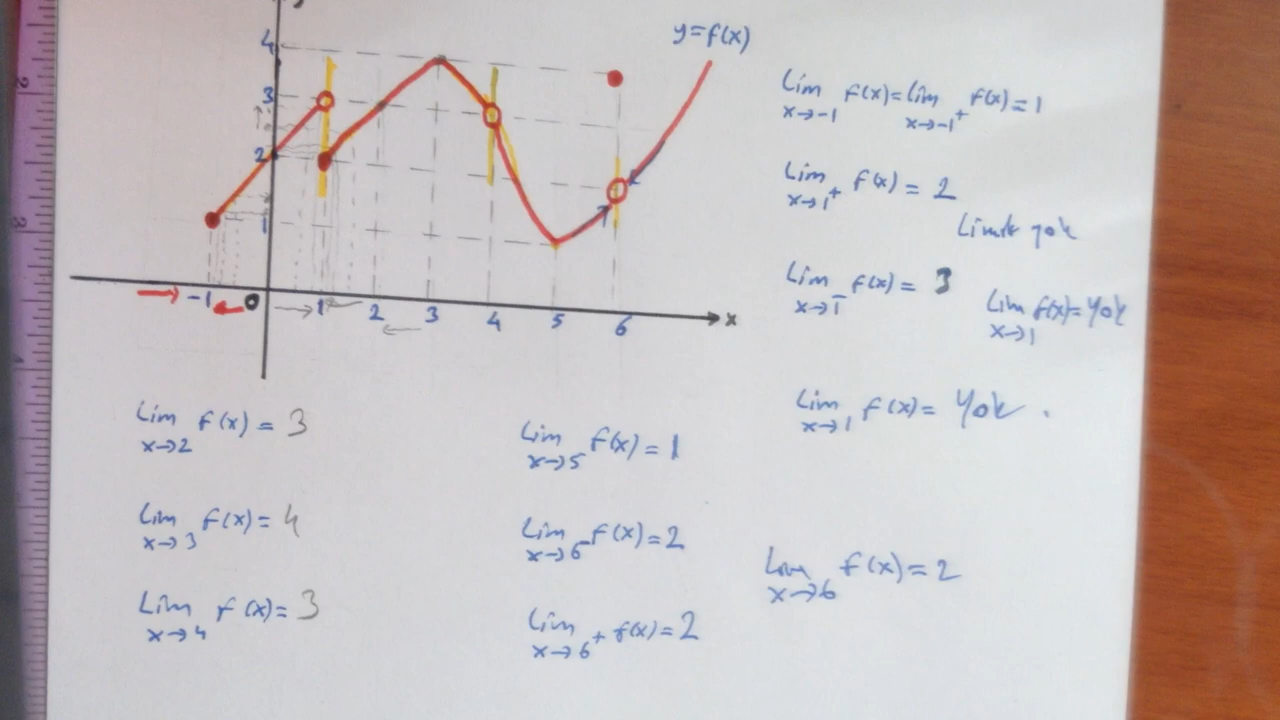 y=f(x)
4
3
2
1
-1 0 1 2 3 4 5 6 x
Lim f(x)=Lim f(x)=1
x→-1 x→-1⁺
Lim f(x)=2
x→1⁺
Limit yok
Lim f(x)=3
x→1⁻
Lim f(x)=Yok
x→1
Lim f(x)=Yok.
x→1
Lim f(x)=3
x→2
Lim f(x)=4
x→3
Lim f(x)=3
x→4
Lim f(x)=1
x→5
Lim f(x)=2
x→6⁻
Lim f(x)=2
x→6⁺
Lim f(x)=2
x→6